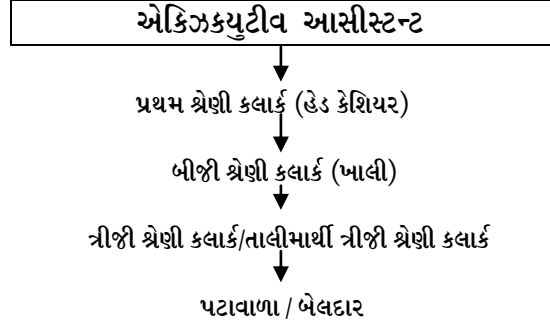 એકિઝકયુટીવ આસીસ્ટન્ટ
પ્રથમ શ્રેણી કલાર્ક (હેડ કેશિયર)
બીજી શ્રેણી કલાર્ક (ખાલી)
ત્રીજી શ્રેણી કલાર્ક/તાલીમાર્થી ત્રીજી શ્રેણી કલાર્ક
પટાવાળા / બેલદાર